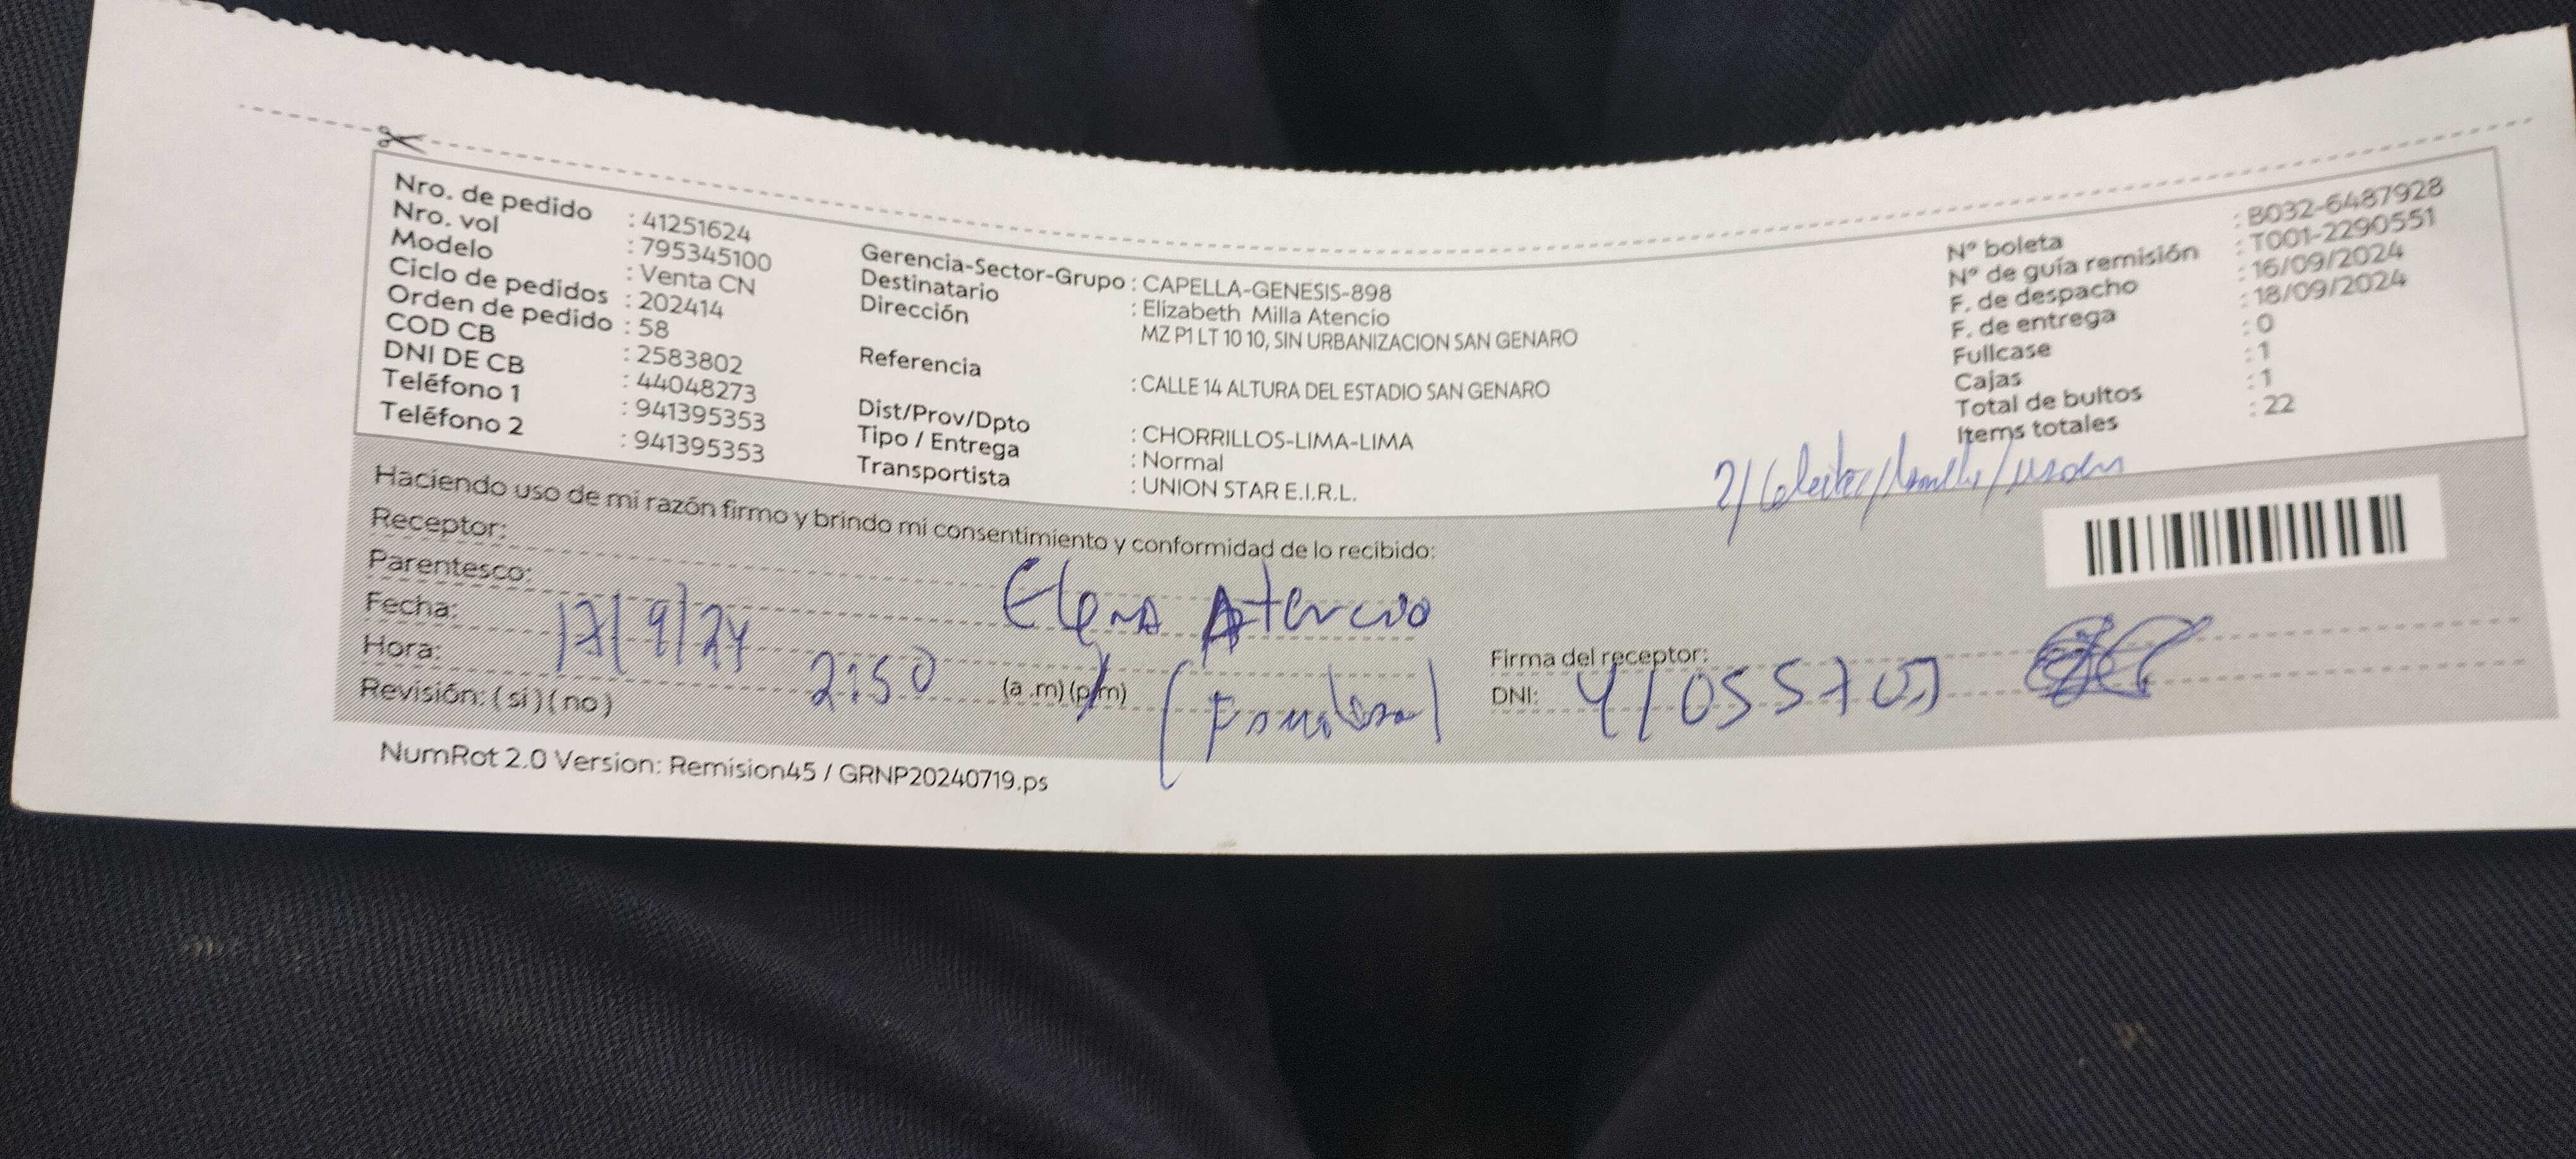 Nro. de pedido : 41251624
Nro. vol : 795345100
Modelo : Venta CN
Ciclo de pedidos : 202414
Orden de pedido : 58
COD CB : 2583802
DNI DE CB : 44048273
Teléfono 1 : 941395353
Teléfono 2 : 941395353
Gerencia-Sector-Grupo : CAPELLA-GENESIS-898
Destinatario : Elizabeth Milla Atencio
Dirección MZ P1 LT 10 10, SIN URBANIZACION SAN GENARO
Referencia : CALLE 14 ALTURA DEL ESTADIO SAN GENARO
Dist/Prov/Dpto : CHORRILLOS-LIMA-LIMA
Tipo / Entrega : Normal
Transportista : UNION STAR E.I.R.L.
Nº boleta : B032-6487928
Nº de guía remisión : T001-2290551
F. de despacho : 16/09/2024
F. de entrega : 18/09/2024
Fullcase : 0
Cajas : 1
Total de bultos : 1
Items totales : 22
Haciendo uso de mi razón firmo y brindo mi consentimiento y conformidad de lo recibido:
Receptor: Elena Atencio
Parentesco:
Fecha: 17/9/24
Hora: 2:50 (a .m) (p.m)
Revisión: ( si ) ( no )
Firma del receptor:
DNI:
NumRot 2.0 Version: Remision45 / GRNP20240719.ps